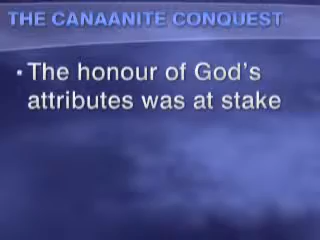 THE CANAANITE CONQUEST
• The honour of God's
attributes was at stake